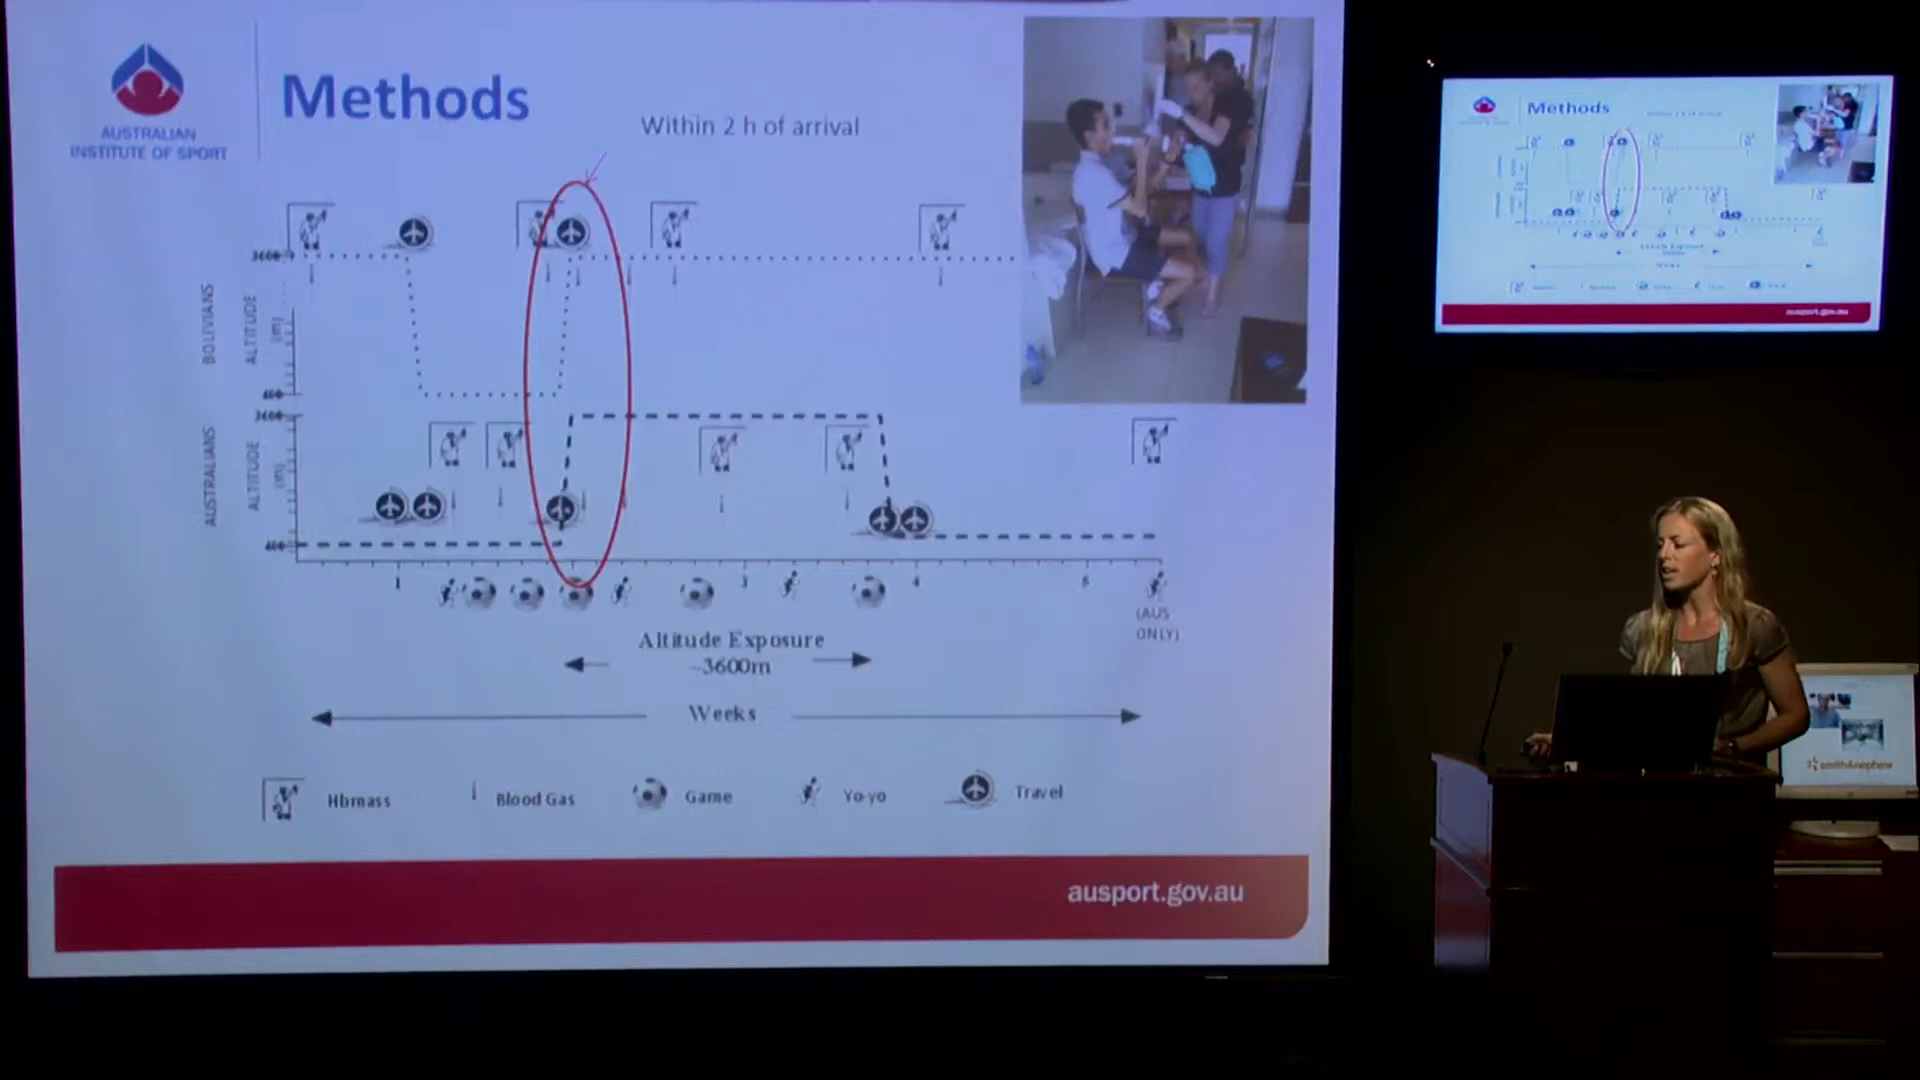 AUSTRALIAN
INSTITUTE OF SPORT
Methods
Within 2 h of arrival
BOLIVIANS
ALTITUDE
(m)
3600
400
AUSTRALIANS
ALTITUDE
(m)
3600
400
1
3
4
5
(AUS
ONLY)
Altitude Exposure
~3600m
Weeks
Hbmass
Blood Gas
Game
Yo-yo
Travel
ausport.gov.au
Methods
ausport.gov.au
smith&nephew